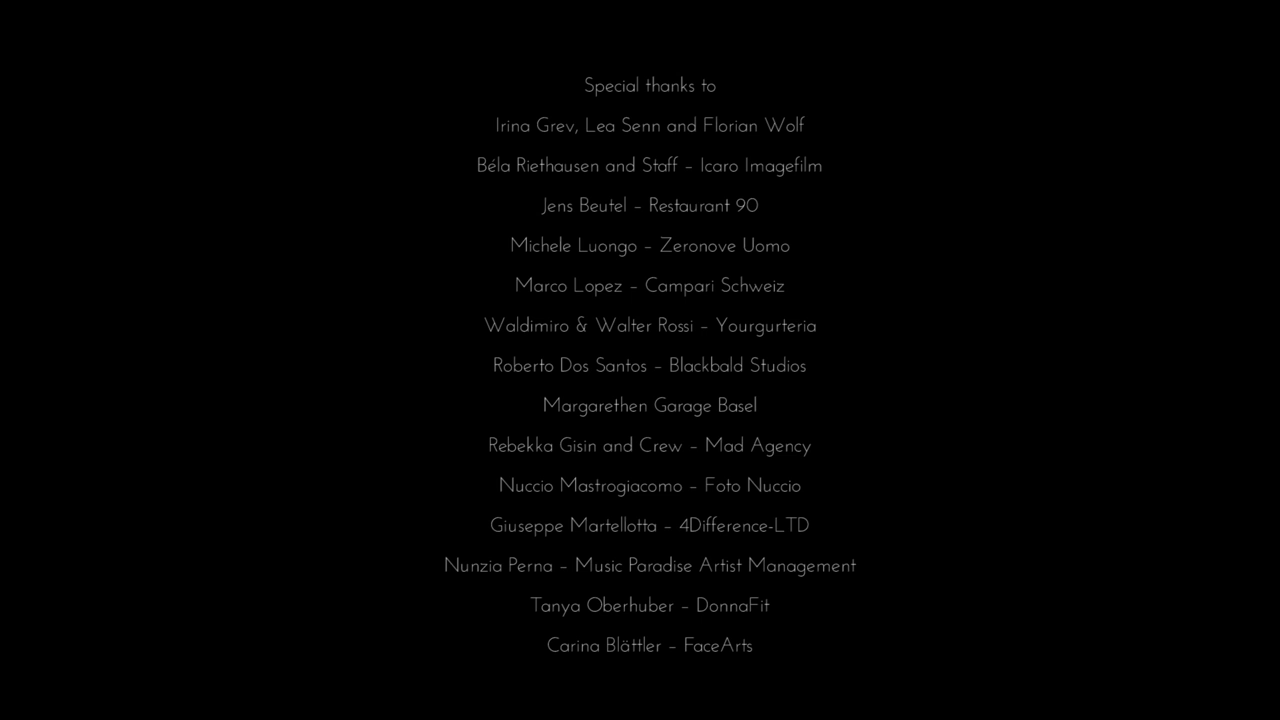 Special thanks to
Irina Grev, Lea Senn and Florian Wolf
Béla Riethausen and Staff - Icaro Imagefilm
Jens Beutel - Restaurant 90
Michele Luongo - Zeronove Uomo
Marco Lopez - Campari Schweiz
Waldimiro & Walter Rossi - Yourgurteria
Roberto Dos Santos - Blackbald Studios
Margarethen Garage Basel
Rebekka Gisin and Crew - Mad Agency
Nuccio Mastrogiacomo - Foto Nuccio
Giuseppe Martellotta - 4Difference-LTD
Nunzia Perna - Music Paradise Artist Management
Tanya Oberhuber - DonnaFit
Carina Blättler - FaceArts